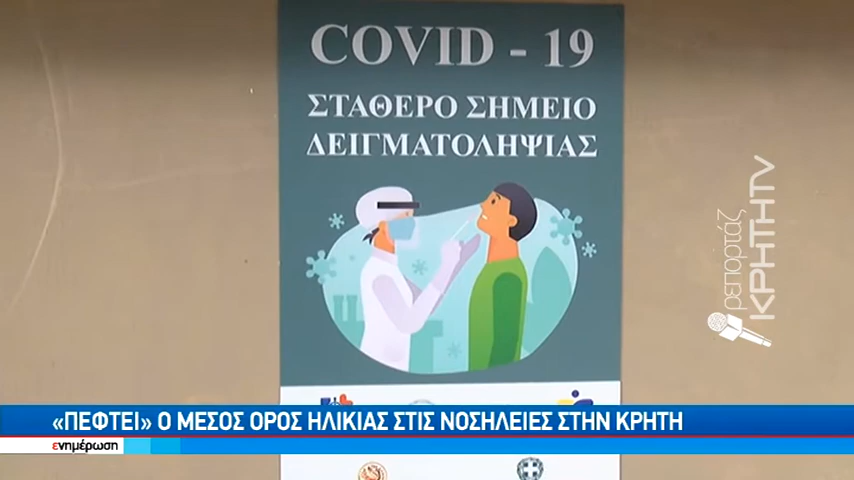 COVID - 19
ΣΤΑΘΕΡΟ ΣΗΜΕΙΟ
ΔΕΙΓΜΑΤΟΛΗΨΙΑΣ
ρεπορτάζ
ΚΡΗΤΗTV
«ΠΕΦΤΕΙ» Ο ΜΕΣΟΣ ΟΡΟΣ ΗΛΙΚΙΑΣ ΣΤΙΣ ΝΟΣΗΛΕΙΕΣ ΣΤΗΝ ΚΡΗΤΗ
ενημέρωση